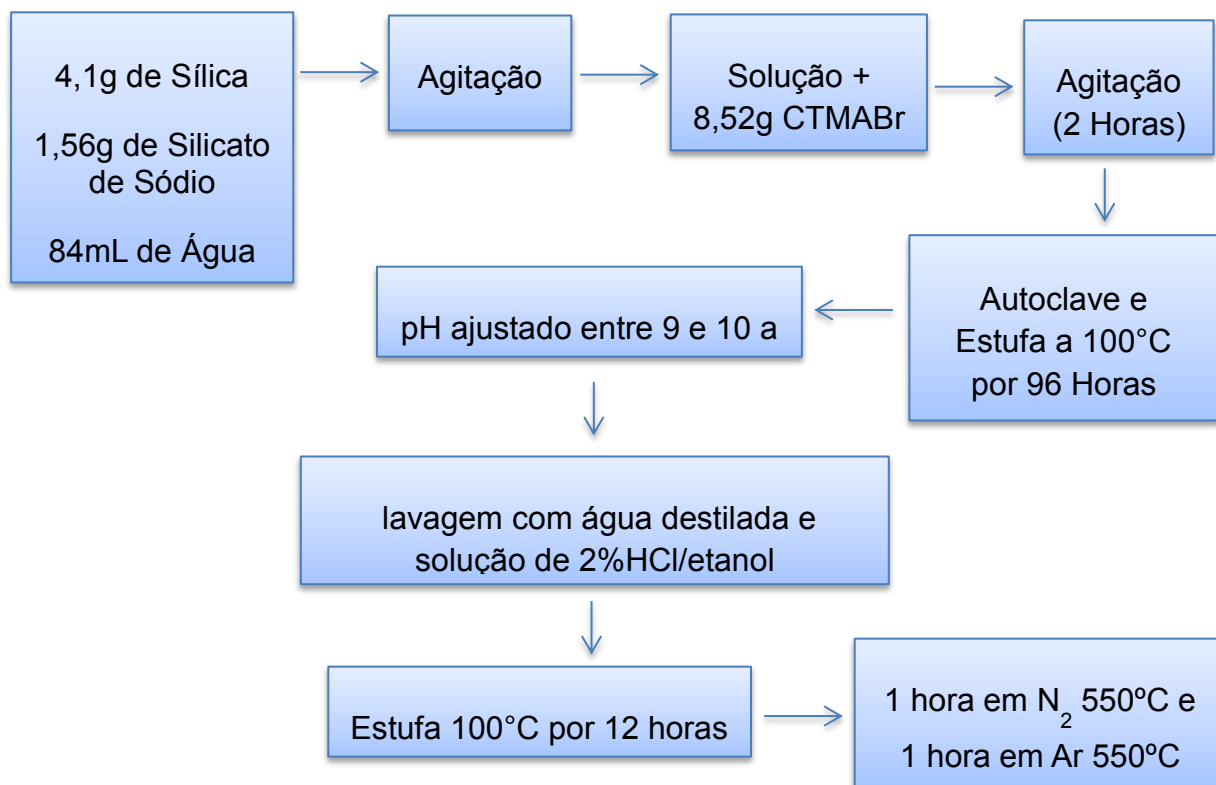 4,1g de Sílica
1,56g de Silicato
de Sódio
84mL de Água
Agitação
Solução +
8,52g CTMABr
Agitação
(2 Horas)
Autoclave e
Estufa a 100°C
por 96 Horas
pH ajustado entre 9 e 10 a
lavagem com água destilada e
solução de 2%HCl/etanol
Estufa 100°C por 12 horas
1 hora em N₂ 550ºC e
1 hora em Ar 550ºC